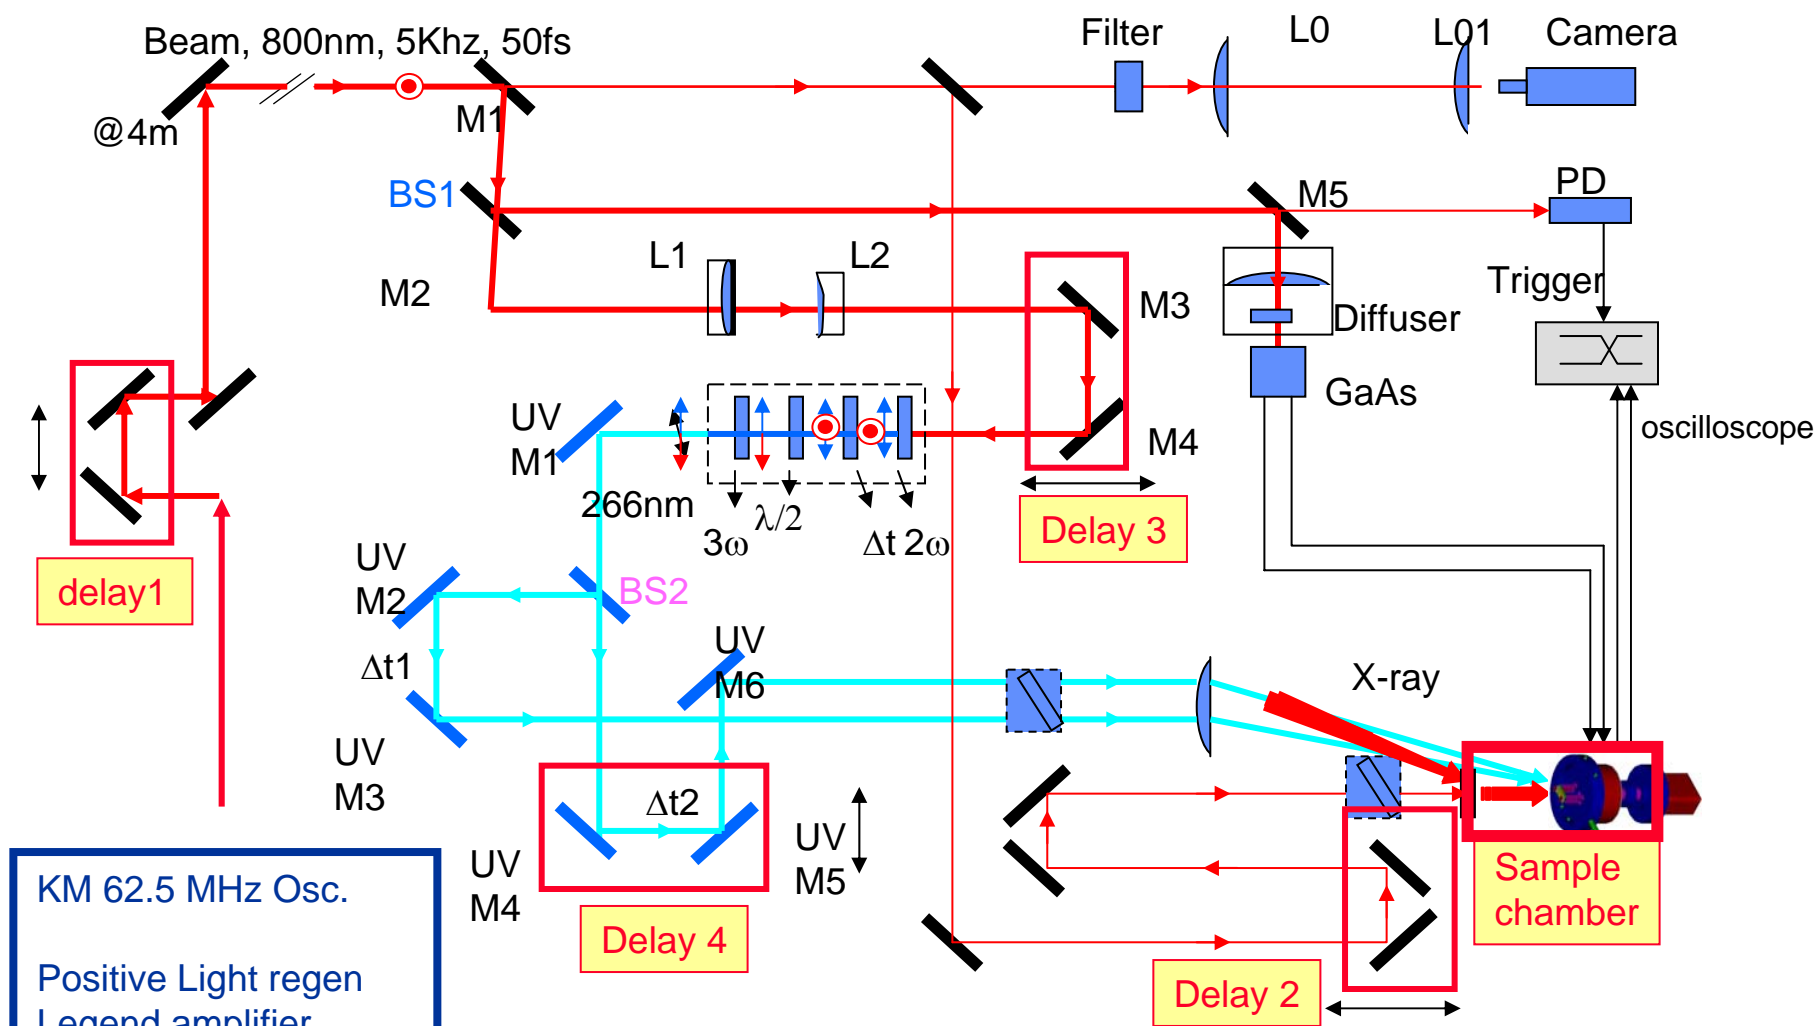 Beam, 800nm, 5Khz, 50fs
Filter
L0
L01
Camera
@4m
M1
BS1
M5
PD
L1
L2
M2
M3
Trigger
Diffuser
GaAs
UV
M1
M4
oscilloscope
266nm
3ω
λ/2
Δt 2ω
Delay 3
delay1
UV
M2
BS2
Δt1
UV
M6
X-ray
UV
M3
Δt2
UV
M5
UV
M4
Delay 4
Sample
chamber
Delay 2
KM 62.5 MHz Osc.
Positive Light regen
Legend amplifier